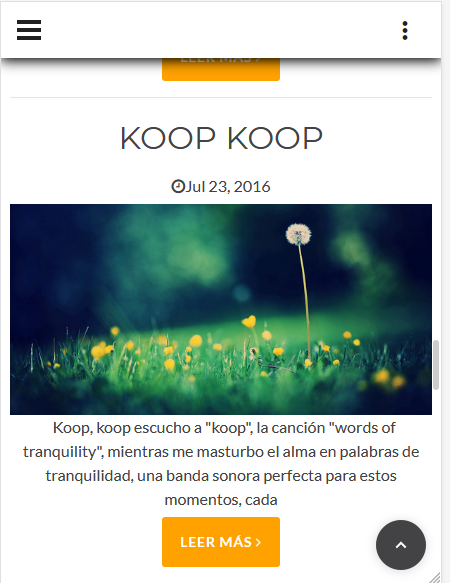 LEER MÁS >
KOOP KOOP
Jul 23, 2016
Koop, koop escucho a "koop", la canción "words of
tranquility", mientras me masturbo el alma en palabras de
tranquilidad, una banda sonora perfecta para estos
momentos, cada
LEER MÁS >